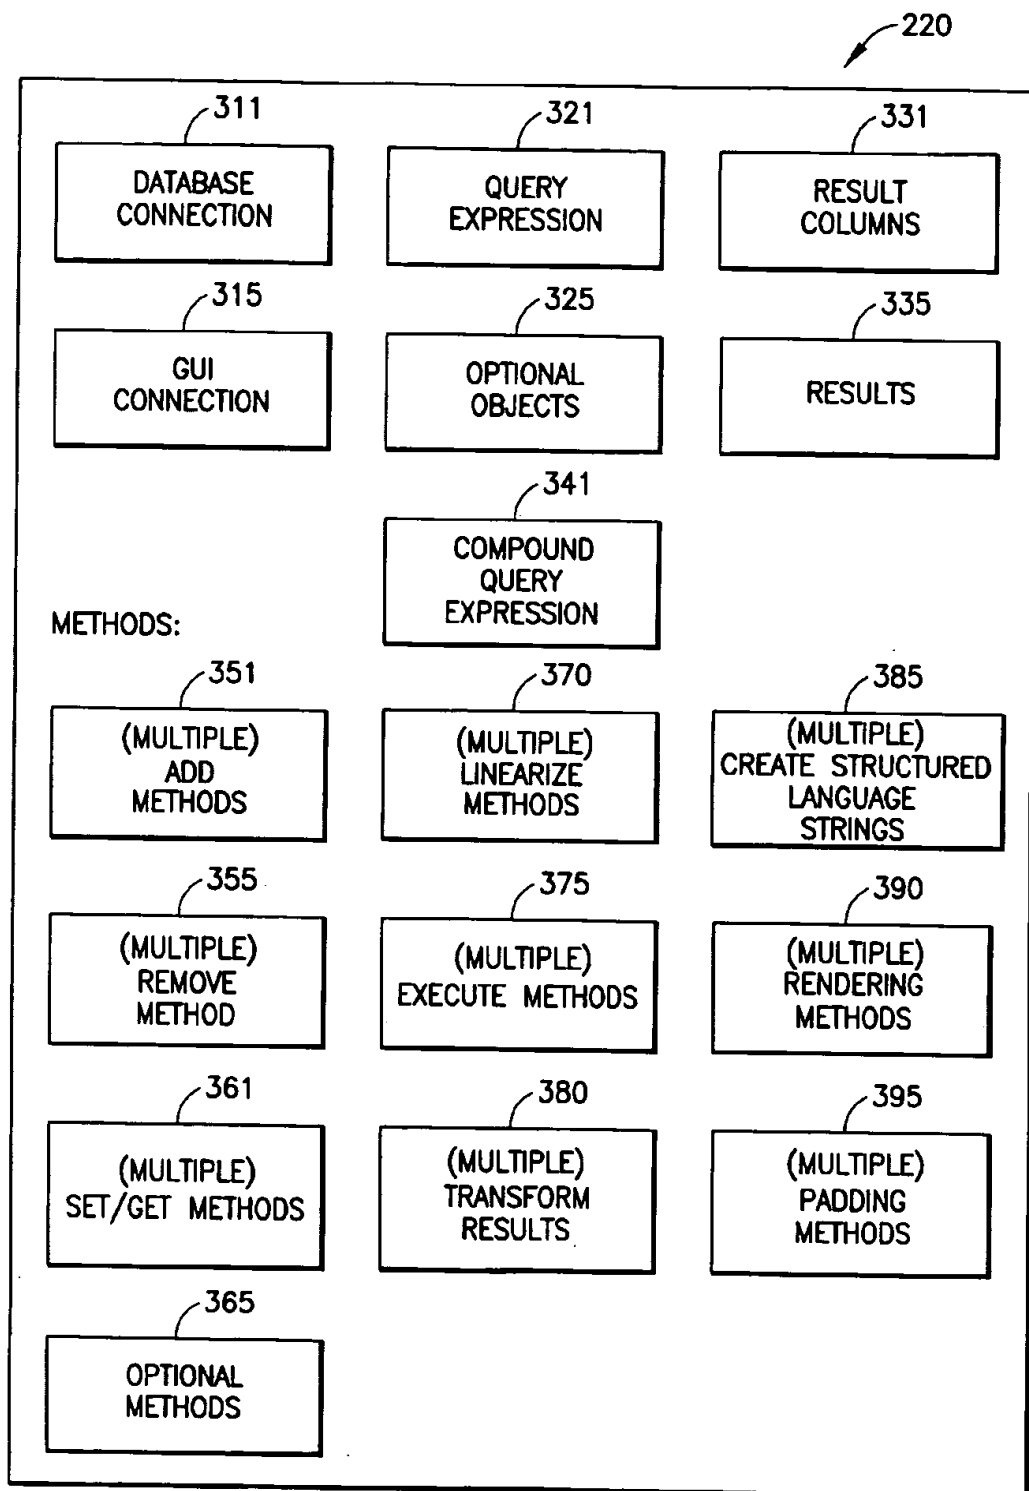 220
311
DATABASE
CONNECTION
321
QUERY
EXPRESSION
331
RESULT
COLUMNS
315
GUI
CONNECTION
325
OPTIONAL
OBJECTS
335
RESULTS
341
COMPOUND
QUERY
EXPRESSION
METHODS:
351
(MULTIPLE)
ADD
METHODS
370
(MULTIPLE)
LINEARIZE
METHODS
385
(MULTIPLE)
CREATE STRUCTURED
LANGUAGE
STRINGS
355
(MULTIPLE)
REMOVE
METHOD
375
(MULTIPLE)
EXECUTE METHODS
390
(MULTIPLE)
RENDERING
METHODS
361
(MULTIPLE)
SET/GET METHODS
380
(MULTIPLE)
TRANSFORM
RESULTS
395
(MULTIPLE)
PADDING
METHODS
365
OPTIONAL
METHODS